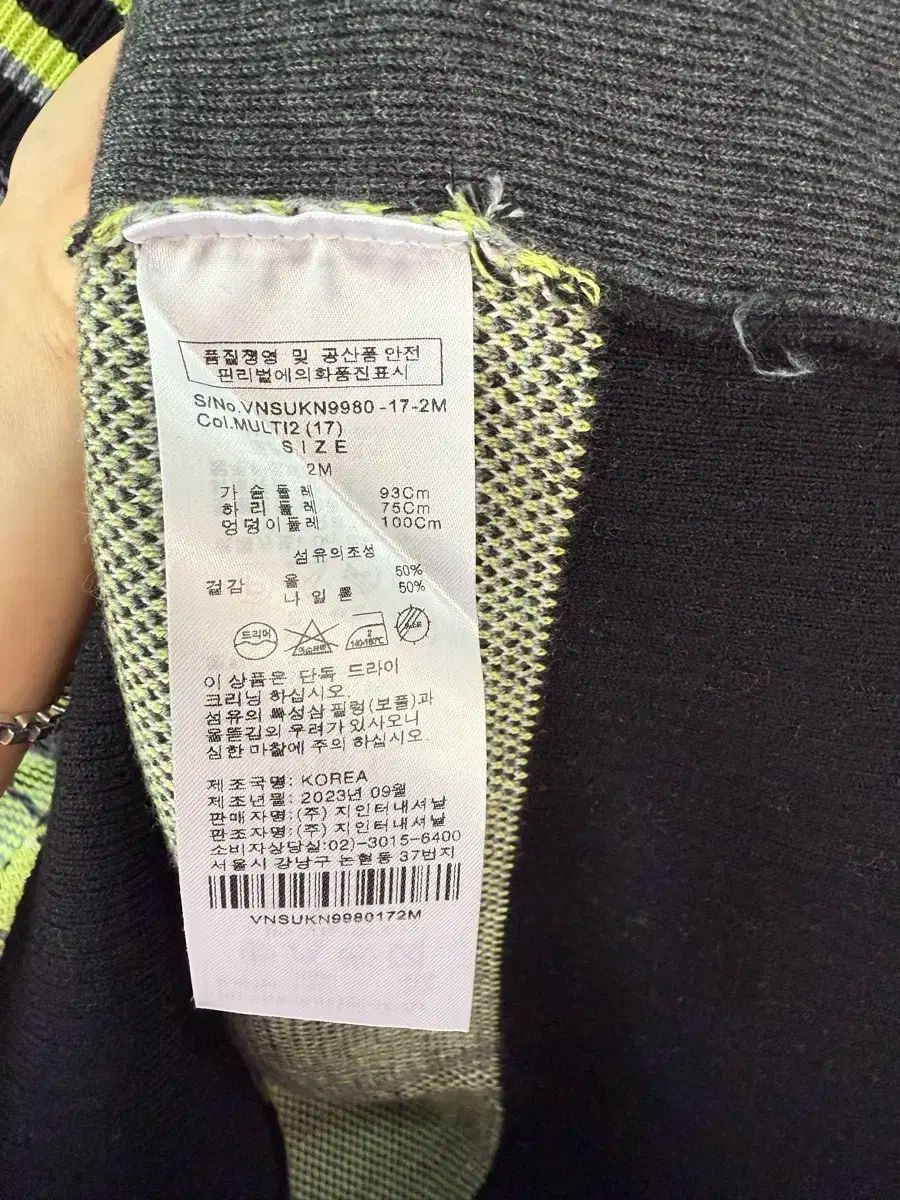 품질경영 및 공산품안전
관리법에의한품질표시
S/No.VNSUKN9980-17-2M
Col.MULTI2 (17)
SIZE
2M
가슴둘레 93Cm
허리둘레 75Cm
엉덩이둘레 100Cm
섬유의조성
겉감 울 50%
나일론 50%
드라이
2
140-160℃
이 상품은 단독 드라이
크리닝 하십시오.
섬유의 특성상 필링(보풀)과
올뜯김의 우려가 있사오니
심한 마찰에 주의 하십시오.
제조국명: KOREA
제조년월: 2023년 09월
판매자명:(주) 지인터내셔날
제조자명:(주) 지인터내셔날
소비자상담실:02)-3015-6400
서울시 강남구 논현동 37번지
VNSUKN9980172M